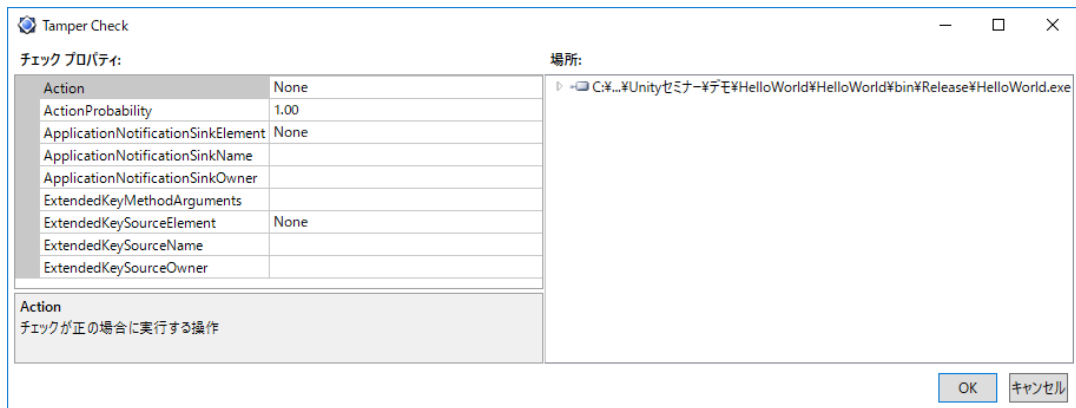 Tamper Check
チェック プロパティ:
Action None
ActionProbability 1.00
ApplicationNotificationSinkElement None
ApplicationNotificationSinkName
ApplicationNotificationSinkOwner
ExtendedKeyMethodArguments
ExtendedKeySourceElement None
ExtendedKeySourceName
ExtendedKeySourceOwner
Action
チェックが正の場合に実行する操作
場所:
C:¥...¥Unityセミナー¥デモ¥HelloWorld¥HelloWorld¥bin¥Release¥HelloWorld.exe
OK キャンセル